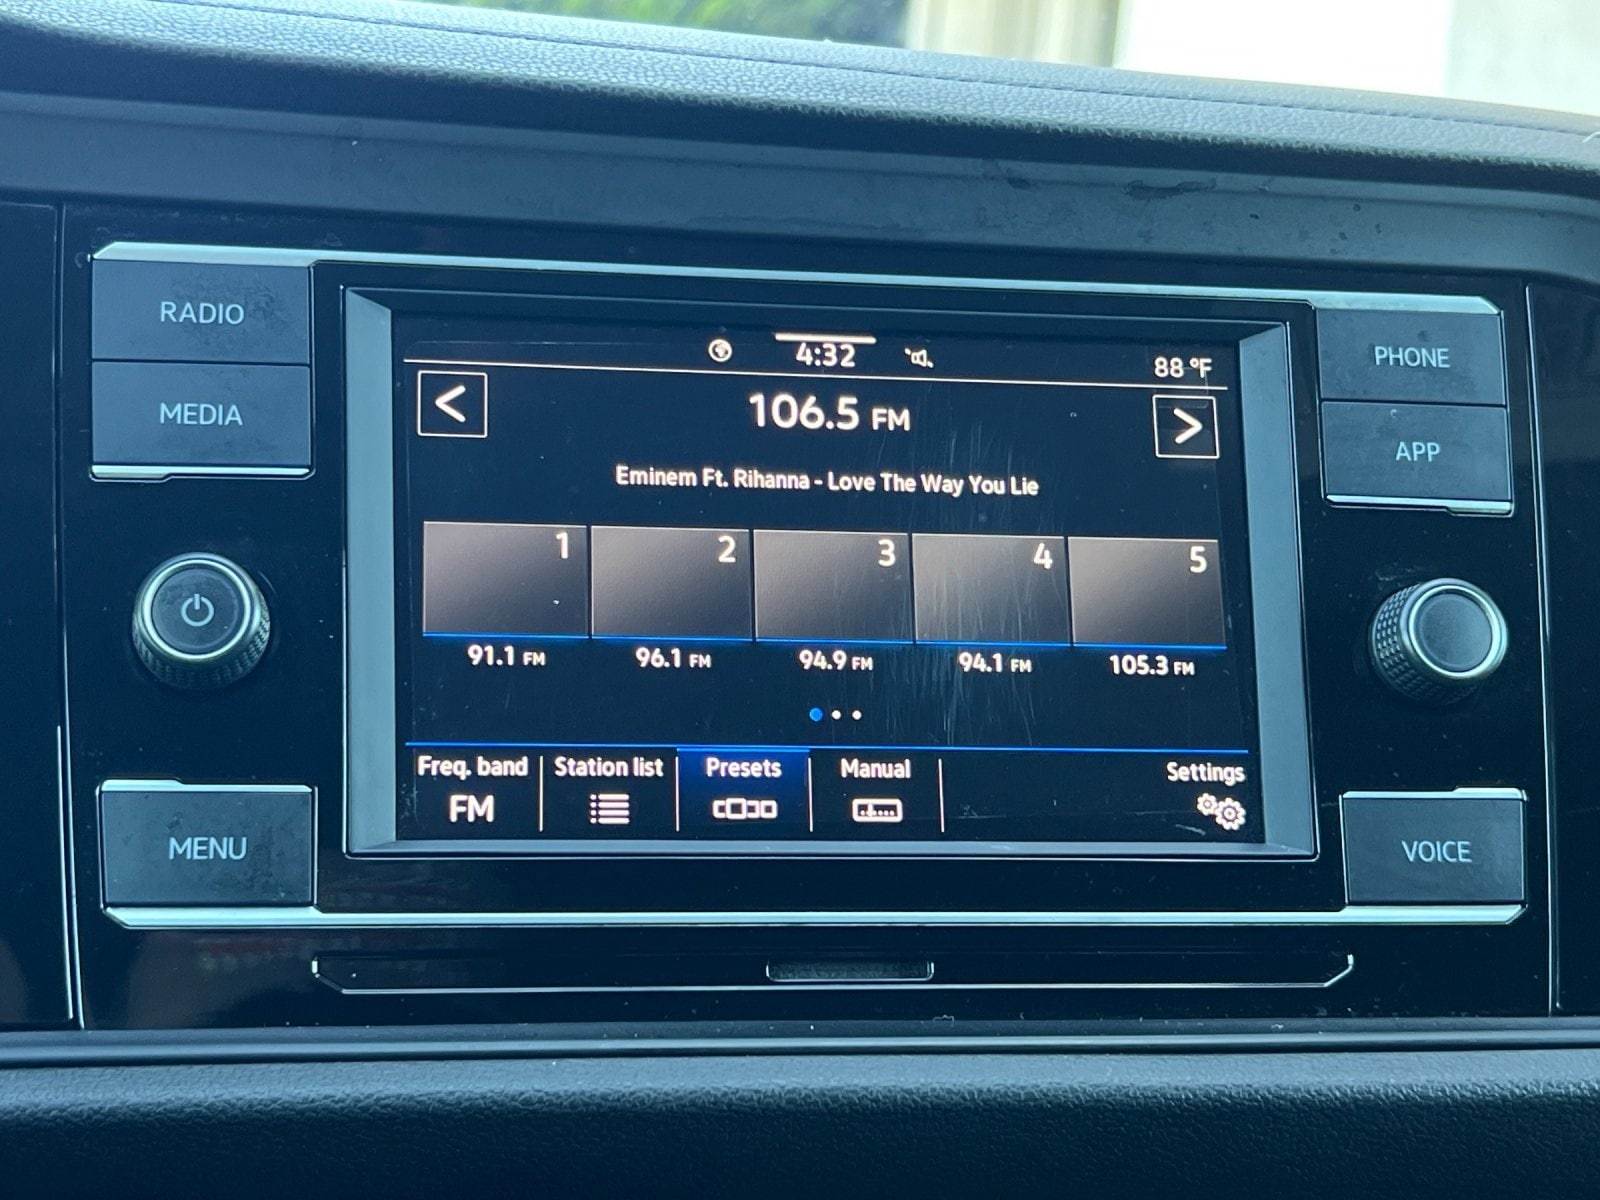 RADIO
MEDIA
MENU
4:32
88 °F
<
106.5 FM
>
Eminem Ft. Rihanna - Love The Way You Lie
1
2
3
4
5
91.1 FM
96.1 FM
94.9 FM
94.1 FM
105.3 FM
Freq. band
FM
Station list
Presets
Manual
Settings
PHONE
APP
VOICE